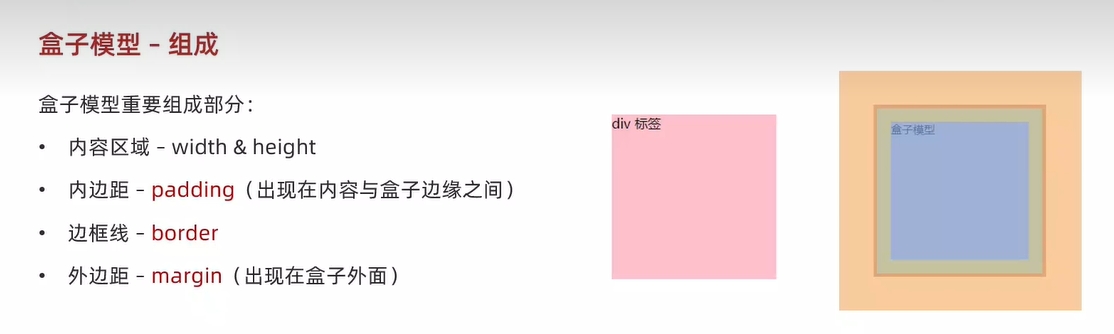 盒子模型 – 组成
盒子模型重要组成部分：
• 内容区域 – width & height
• 内边距 – padding（出现在内容与盒子边缘之间）
• 边框线 – border
• 外边距 – margin（出现在盒子外面）
div 标签
盒子模型